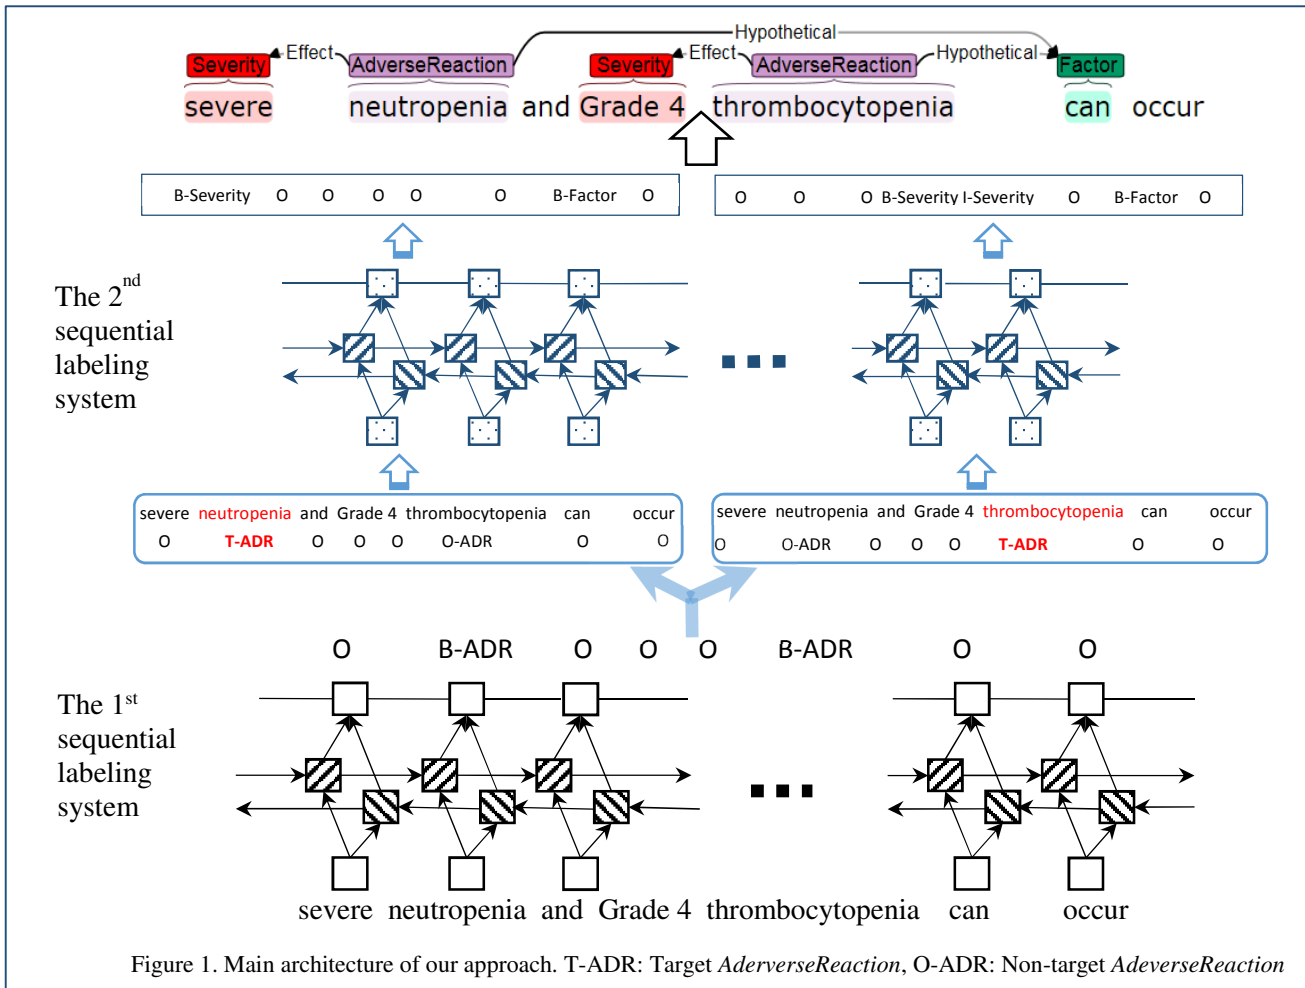 Hypothetical
Effect Effect Hypothetical
Severity AdverseReaction Severity AdverseReaction Factor
severe neutropenia and Grade 4 thrombocytopenia can occur
B-Severity O O O O O B-Factor O
O O O B-Severity I-Severity O B-Factor O
The 2nd
sequential
labeling
system
severe neutropenia and Grade 4 thrombocytopenia can occur
O T-ADR O O O O-ADR O O
severe neutropenia and Grade 4 thrombocytopenia can occur
O O-ADR O O O T-ADR O O
O B-ADR O O O B-ADR O O
The 1st
sequential
labeling
system
severe neutropenia and Grade 4 thrombocytopenia can occur
Figure 1. Main architecture of our approach. T-ADR: Target AderverseReaction, O-ADR: Non-target AdeverseReaction